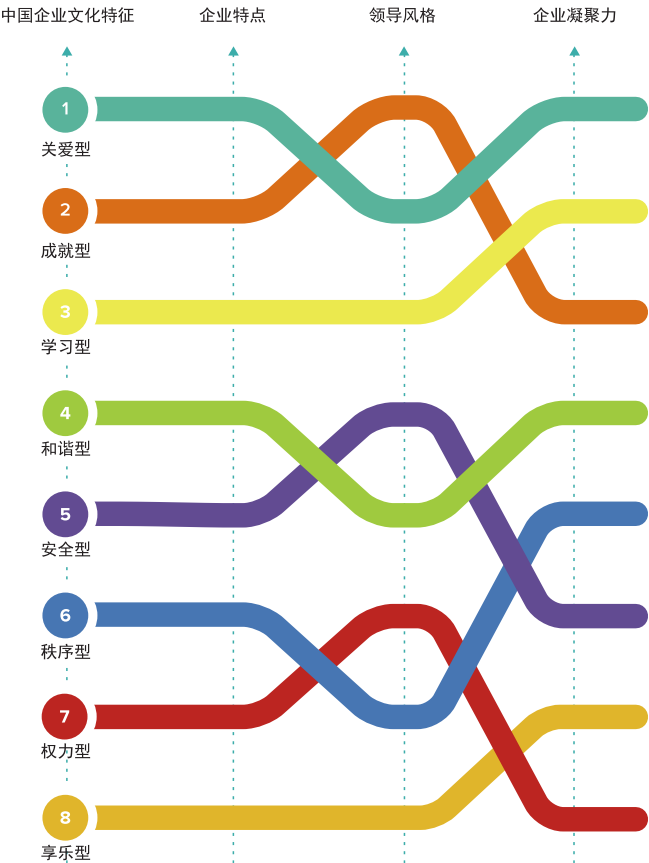 中国企业文化特征 企业特点 领导风格 企业凝聚力
1
关爱型
2
成就型
3
学习型
4
和谐型
5
安全型
6
秩序型
7
权力型
8
享乐型